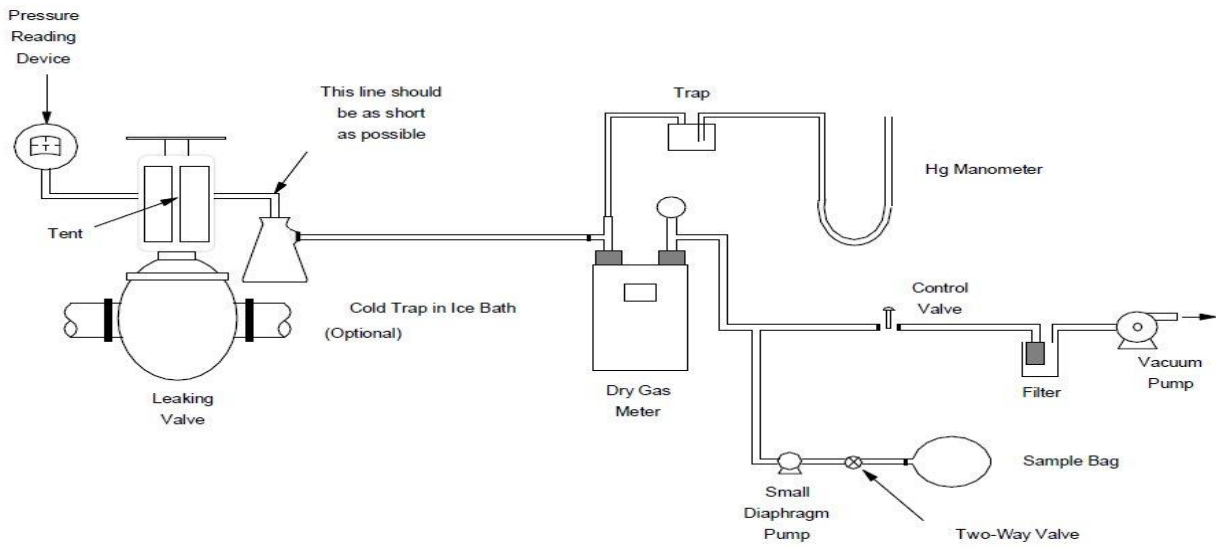 Pressure
Reading
Device
This line should
be as short
as possible
Trap
Hg Manometer
Tent
Cold Trap in Ice Bath
(Optional)
Control
Valve
Leaking
Valve
Dry Gas
Meter
Filter
Vacuum
Pump
Sample Bag
Small
Diaphragm
Pump
Two-Way Valve